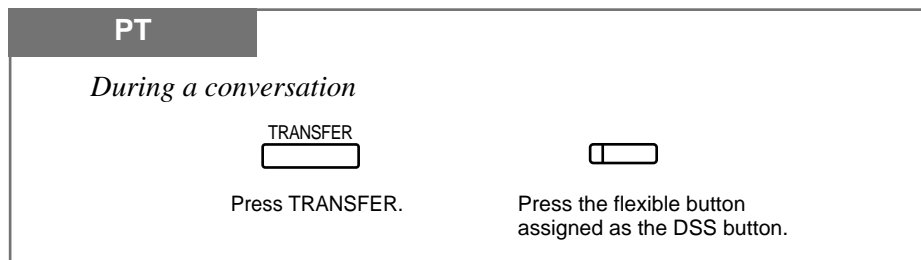 PT
During a conversation
TRANSFER
Press TRANSFER.
Press the flexible button
assigned as the DSS button.